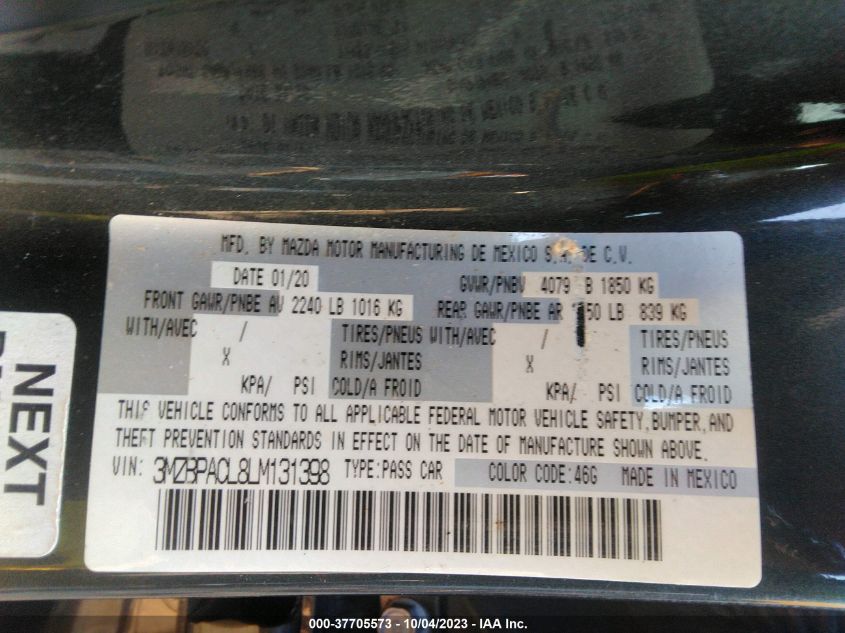 MFD. BY MAZDA MOTOR MANUFACTURING DE MEXICO S.A. DE C.V.
DATE 01/20 GVWR/PNBV 4079 B 1850 KG
FRONT GAWR/PNBE AV 2240 LB 1016 KG REAR GAWR/PNBE AR 1 50 LB 839 KG
WITH/AVEC / TIRES/PNEUS WITH/AVEC / TIRES/PNEUS
X RIMS/JANTES X RIMS/JANTES
KPA/ PSI COLD/A FROID KPA/ PSI COLD/A FROID
THIS VEHICLE CONFORMS TO ALL APPLICABLE FEDERAL MOTOR VEHICLE SAFETY,BUMPER,AND
THEFT PREVENTION STANDARDS IN EFFECT ON THE DATE OF MANUFACTURE SHOWN ABOVE.
VIN: 3MZBPACL8LM131398 TYPE:PASS CAR COLOR CODE:46G MADE IN MEXICO
NEXT
000-37705573 - 10/04/2023 - IAA Inc.